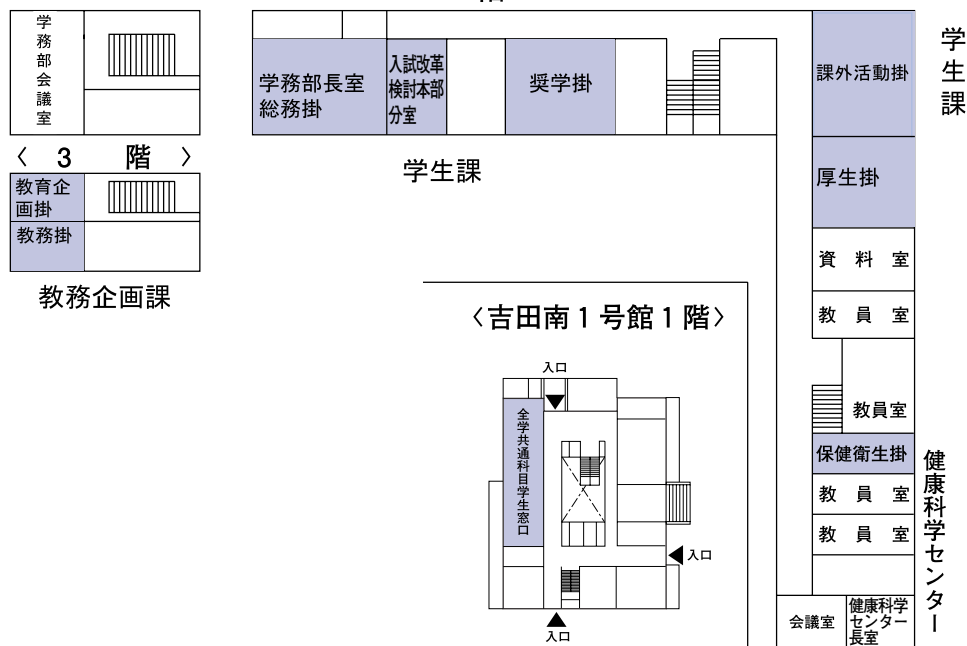 学務部会議室
〈 3 階 〉
教育企
画掛
教務掛
教務企画課
学務部長室
総務掛
入試改革
検討本部
分室
奨学掛
学生課
課外活動掛
厚生掛
学生課
資 料 室
教 員 室
教員室
保健衛生掛
教 員 室
教 員 室
健康科学センター
会議室
健康科学
センター
長室
〈吉田南1号館1階〉
入口
全学共通科目学生窓口
入口
入口